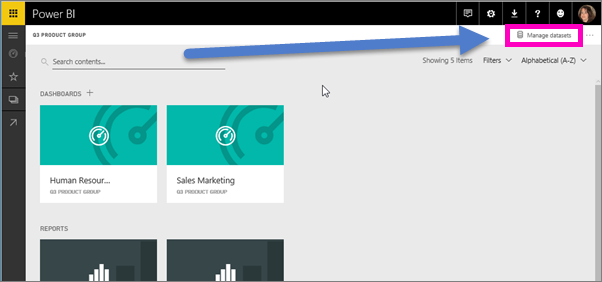 Power BI
Q3 PRODUCT GROUP
Manage datasets
Search contents...
Showing 5 Items
Filters
Alphabetical (A-Z)
DASHBOARDS
Human Resour...
Q3 PRODUCT GROUP
Sales Marketing
Q3 PRODUCT GROUP
REPORTS